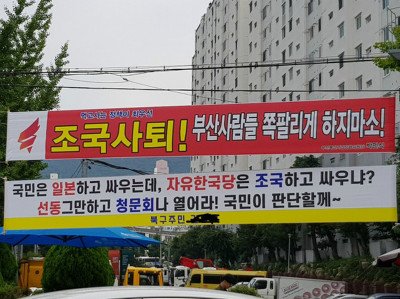 조국사퇴! 부산사람들 쪽팔리게 하지마소!
국민은 일본하고 싸우는데, 자유한국당은 조국하고 싸우냐?
선동그만하고 청문회나 열어라! 국민이 판단할께~
북구주민